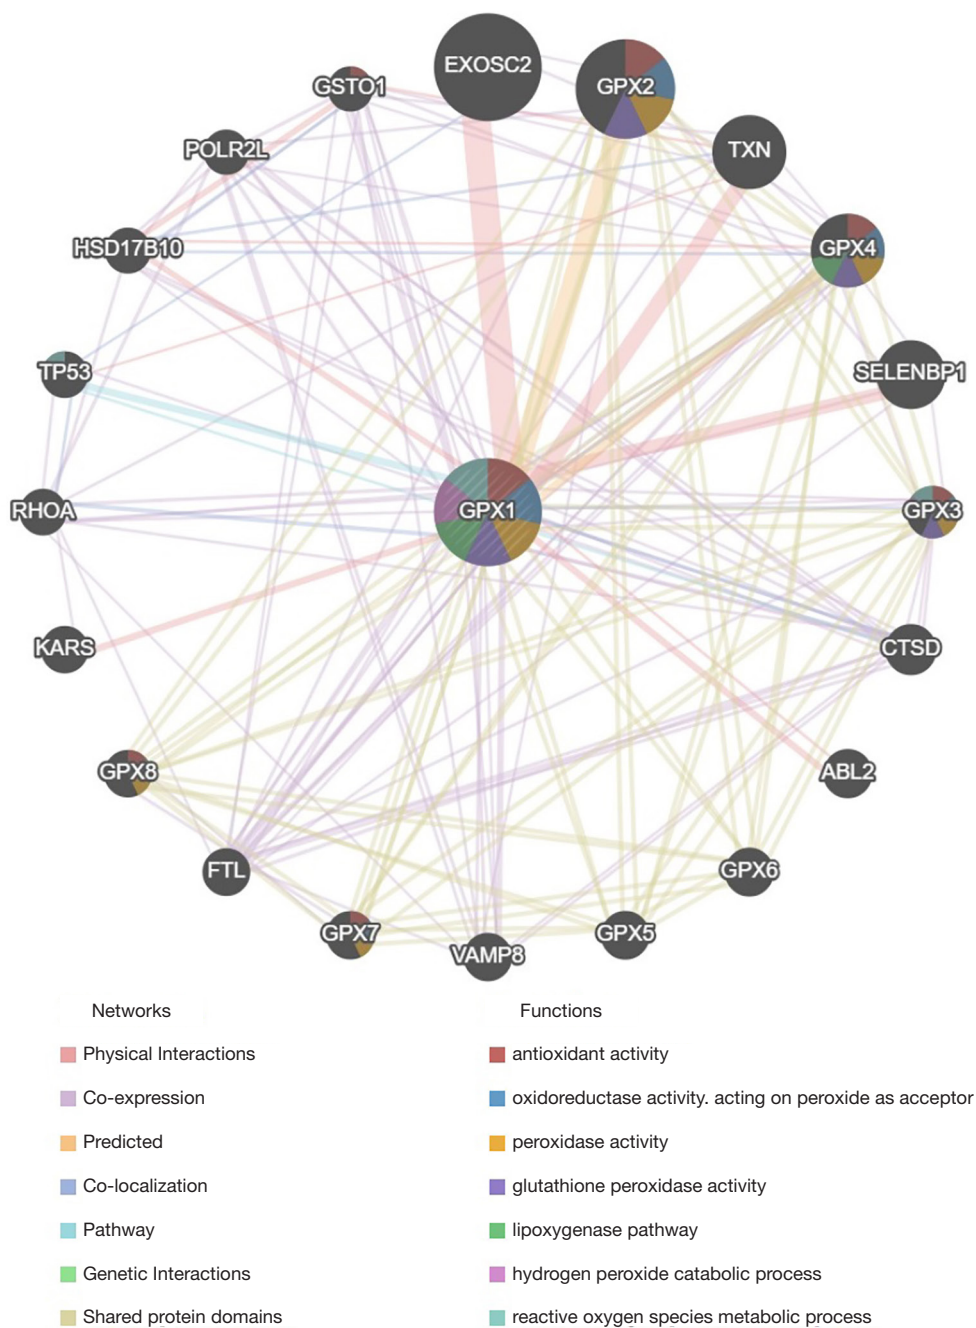 EXOSC2
GPX2
GSTO1
TXN
POLR2L
HSD17B10
GPX4
TP53
SELENBP1
GPX1
RHOA
GPX3
KARS
CTSD
GPX8
ABL2
FTL
GPX6
GPX7
GPX5
VAMP8
Networks
Physical Interactions
Co-expression
Predicted
Co-localization
Pathway
Genetic Interactions
Shared protein domains
Functions
antioxidant activity
oxidoreductase activity. acting on peroxide as acceptor
peroxidase activity
glutathione peroxidase activity
lipoxygenase pathway
hydrogen peroxide catabolic process
reactive oxygen species metabolic process